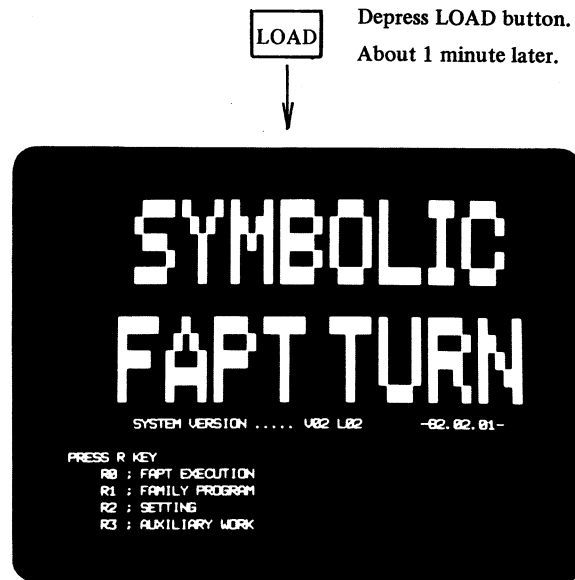 LOAD
Depress LOAD button.
About 1 minute later.
SYMBOLIC
FAPT TURN
SYSTEM VERSION ..... V02 L02 -82.02.01-
PRESS R KEY
R0 ; FAPT EXECUTION
R1 ; FAMILY PROGRAM
R2 ; SETTING
R3 ; AUXILIARY WORK